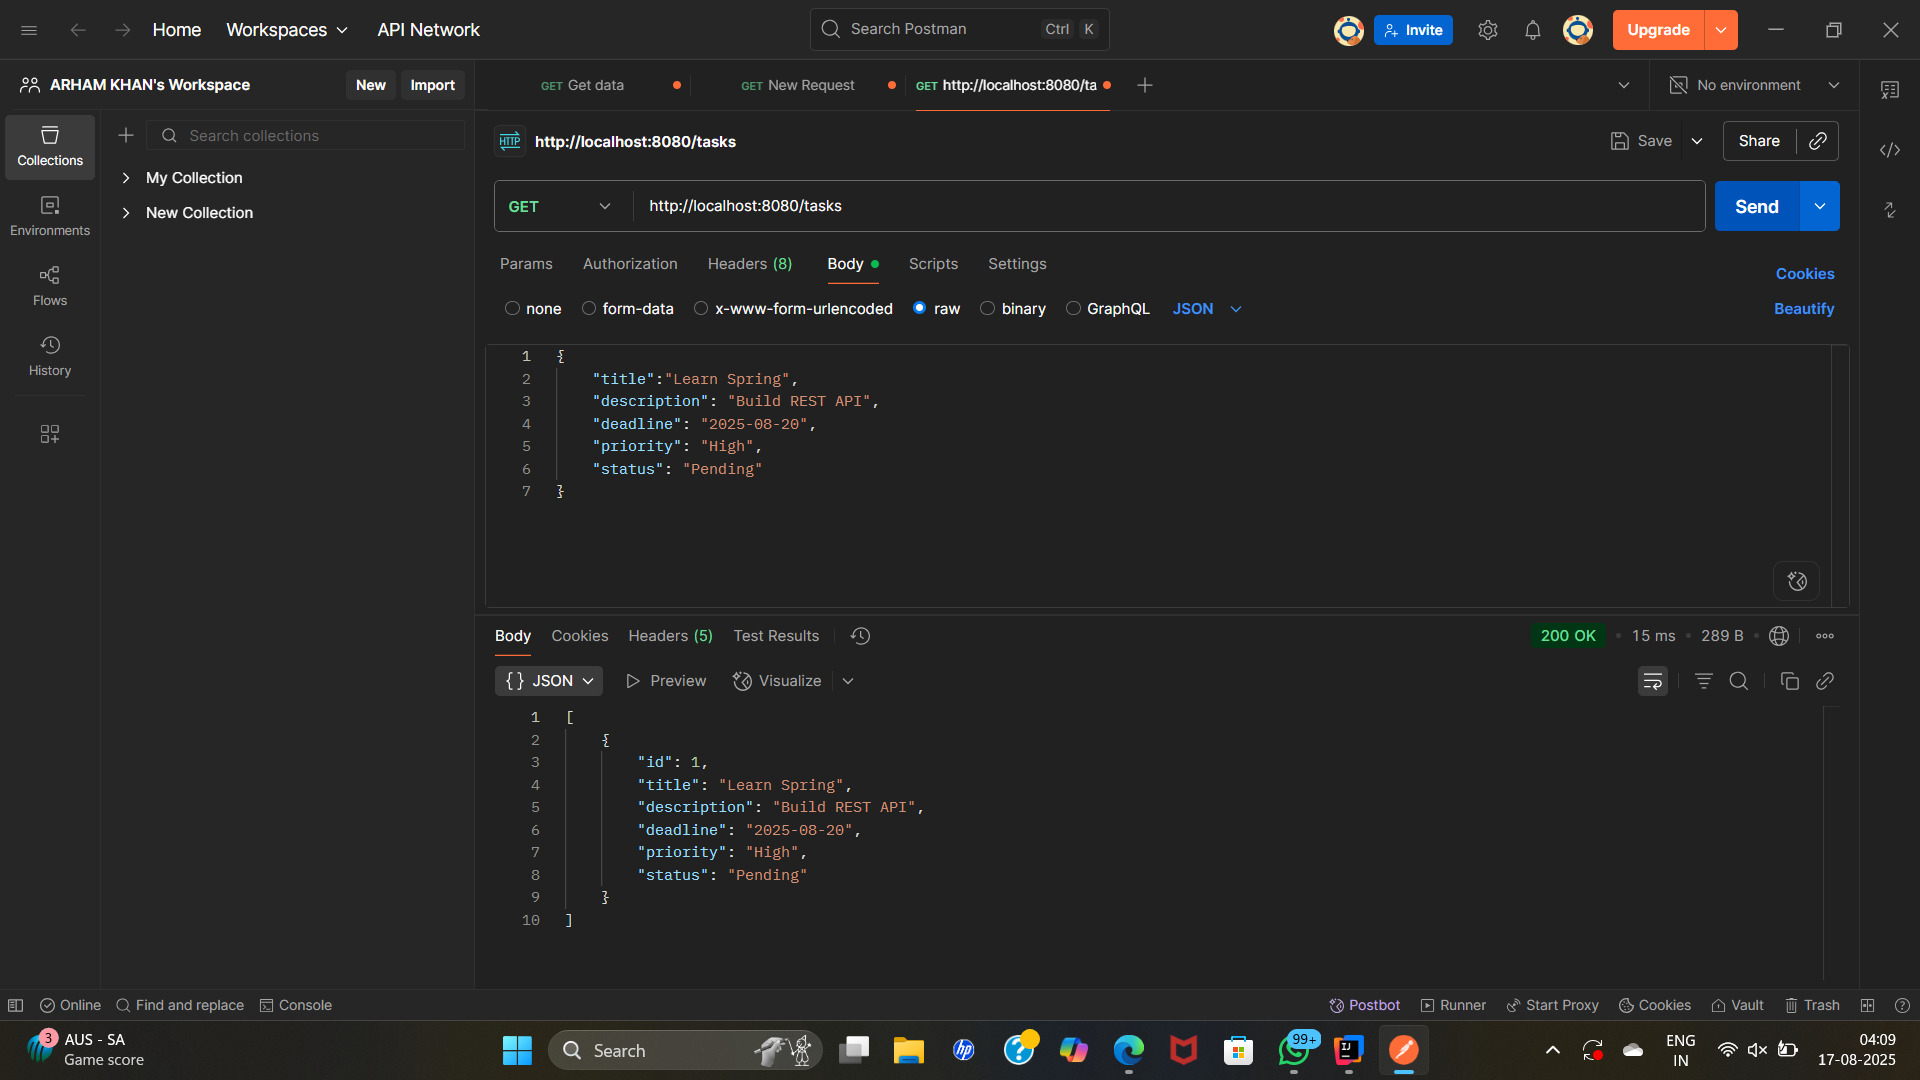 Home Workspaces API Network Search Postman Ctrl K Invite Upgrade
ARHAM KHAN's Workspace New Import GET Get data GET New Request GET http://localhost:8080/ta No environment
Collections
Search collections
My Collection
New Collection
Environments
Flows
History
HTTP http://localhost:8080/tasks Save Share
GET http://localhost:8080/tasks Send
Params Authorization Headers (8) Body Scripts Settings Cookies
none form-data x-www-form-urlencoded raw binary GraphQL JSON Beautify
1 {
2 "title":"Learn Spring",
3 "description": "Build REST API",
4 "deadline": "2025-08-20",
5 "priority": "High",
6 "status": "Pending"
7 }
Body Cookies Headers (5) Test Results 200 OK 15 ms 289 B
{} JSON Preview Visualize
1 [
2 {
3 "id": 1,
4 "title": "Learn Spring",
5 "description": "Build REST API",
6 "deadline": "2025-08-20",
7 "priority": "High",
8 "status": "Pending"
9 }
10 ]
Online Find and replace Console Postbot Runner Start Proxy Cookies Vault Trash
3 AUS - SA
Game score
Search
hp
99+
IJ
ENG
IN
04:09
17-08-2025